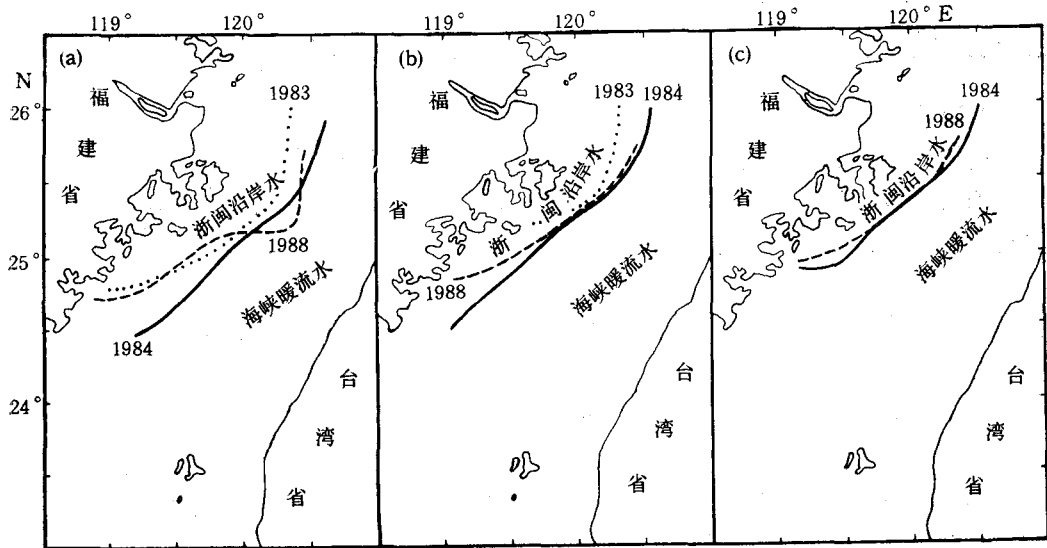 119° 120° 119° 120° 119° 120° E
(a) (b) (c)
N
26°
25°
24°
福建省
1983
浙闽沿岸水
1988
海峡暖流水
1984
台湾省
福建省
1983
1984
浙闽沿岸水
1988
海峡暖流水
台湾省
福建省
1984
1988
浙闽沿岸水
海峡暖流水
台湾省